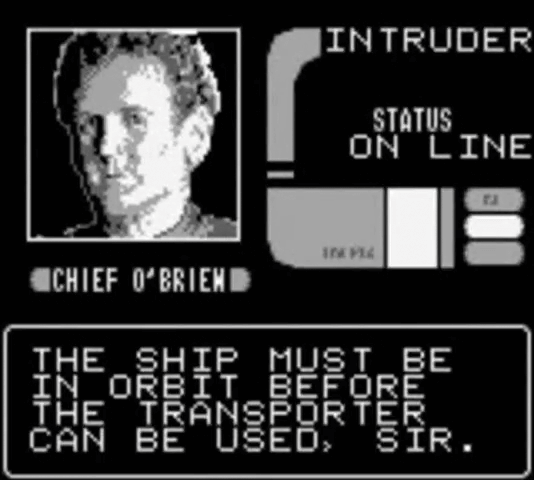 INTRUDER
STATUS
ON LINE
CHIEF O'BRIEN
THE SHIP MUST BE
IN ORBIT BEFORE
THE TRANSPORTER
CAN BE USED, SIR.